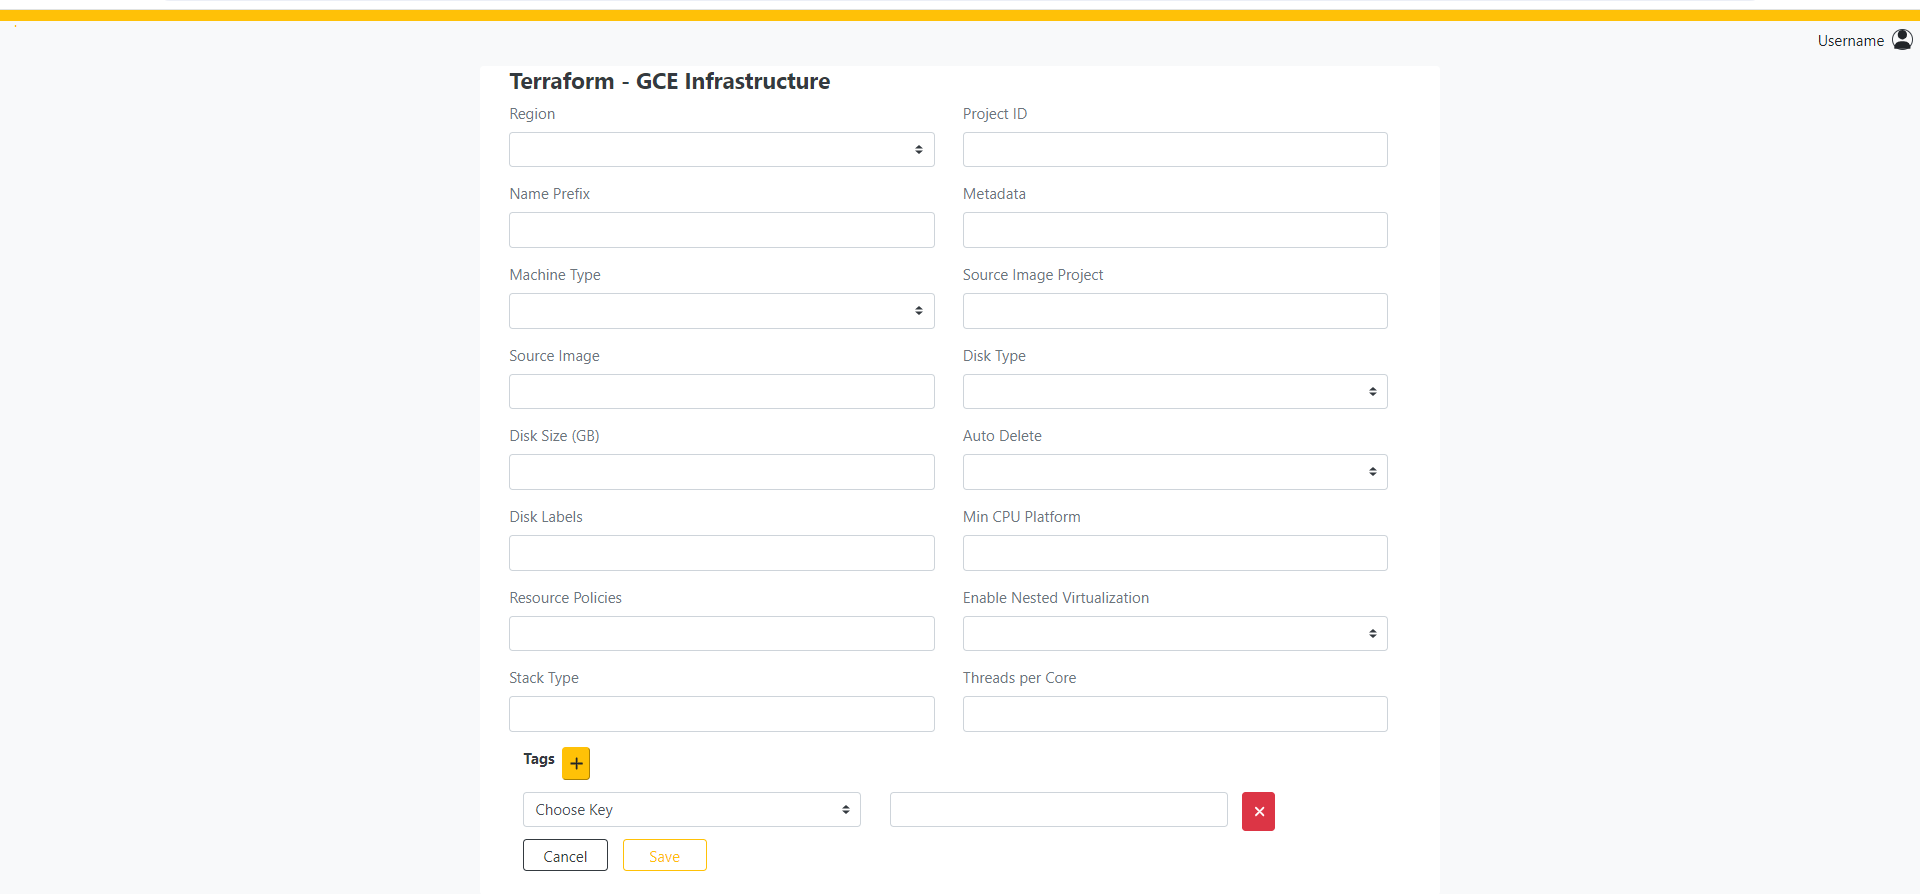 Username
Terraform - GCE Infrastructure
Region Project ID
Name Prefix Metadata
Machine Type Source Image Project
Source Image Disk Type
Disk Size (GB) Auto Delete
Disk Labels Min CPU Platform
Resource Policies Enable Nested Virtualization
Stack Type Threads per Core
Tags +
Choose Key
Cancel Save